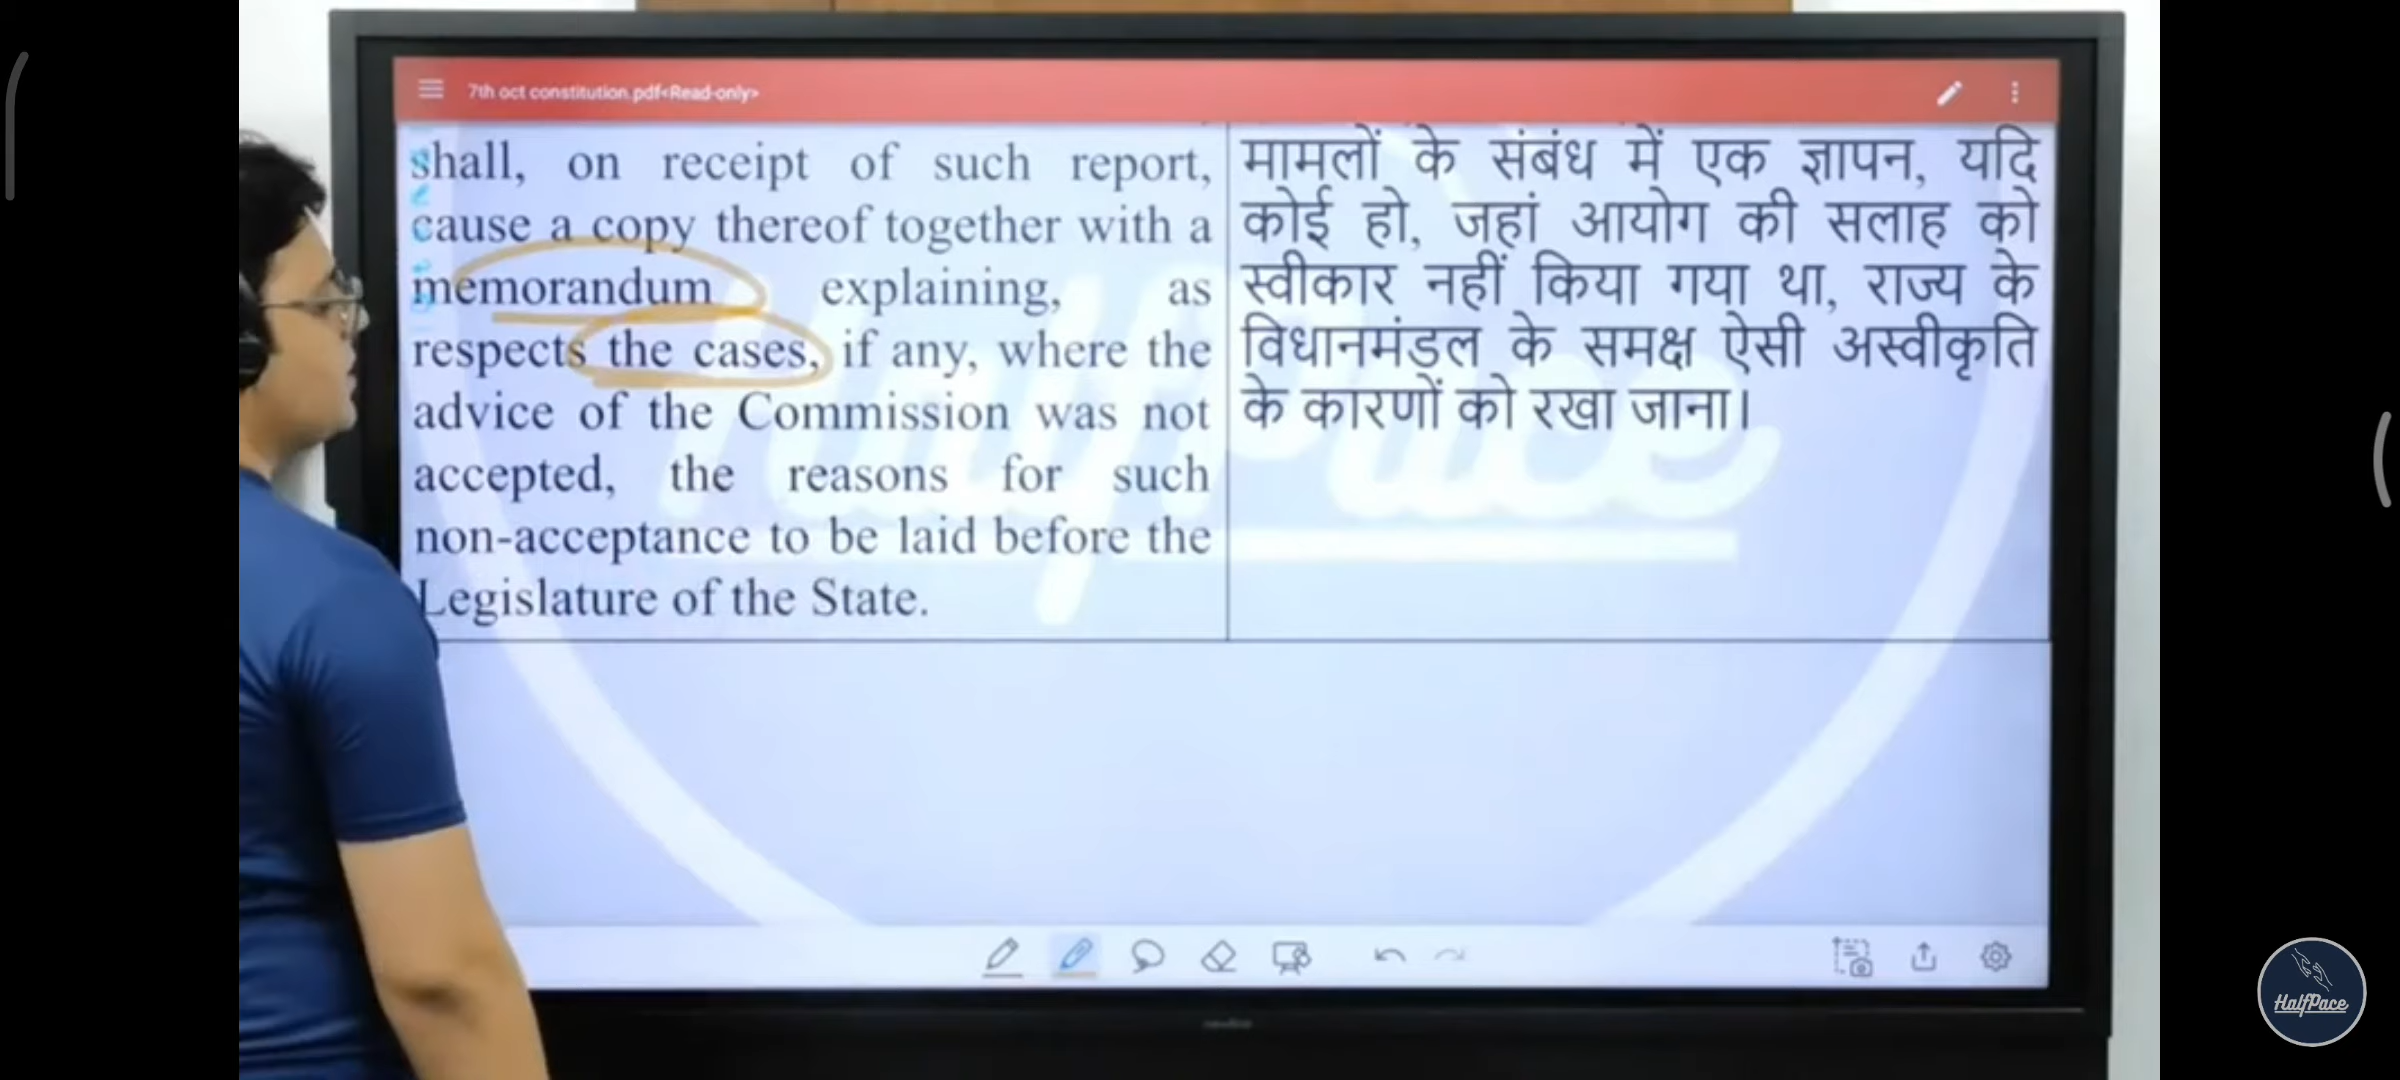 7th oct constitution.pdf<Read-only>
shall, on receipt of such report,
cause a copy thereof together with a
memorandum explaining, as
respects the cases, if any, where the
advice of the Commission was not
accepted, the reasons for such
non-acceptance to be laid before the
Legislature of the State.
मामलों के संबंध में एक ज्ञापन, यदि
कोई हो, जहां आयोग की सलाह को
स्वीकार नहीं किया गया था, राज्य के
विधानमंडल के समक्ष ऐसी अस्वीकृति
के कारणों को रखा जाना।
HalfPace
HalfPace